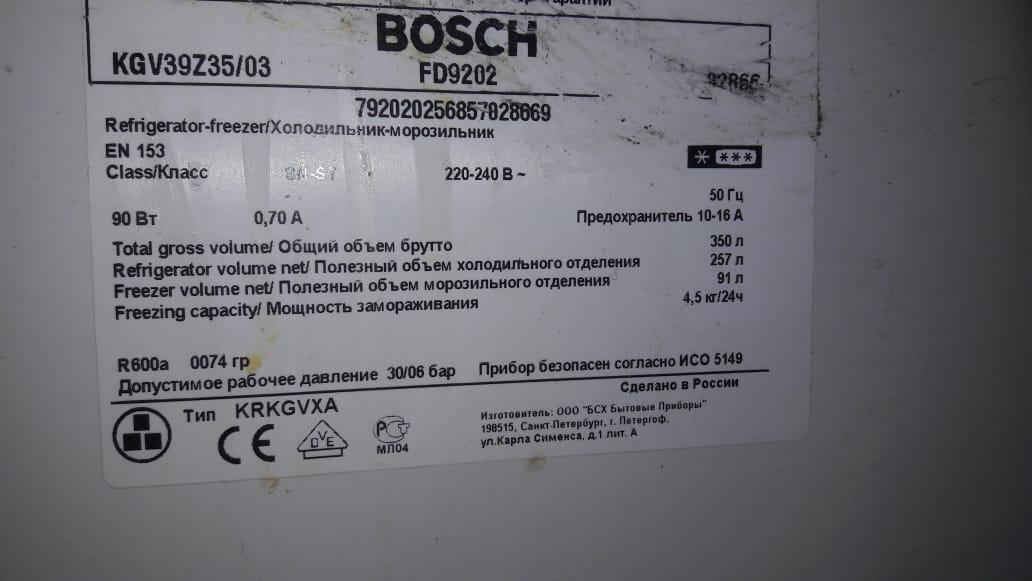 BOSCH
KGV39Z35/03
FD9202
792020256857028669
Refrigerator-freezer/Холодильник-морозильник
EN 153
Class/Класс 220-240 В ~
50 Гц
90 Вт 0,70 А Предохранитель 10-16 А
Total gross volume/ Общий объем брутто 350 л
Refrigerator volume net/ Полезный объем холодильного отделения 257 л
Freezer volume net/ Полезный объем морозильного отделения 91 л
Freezing capacity/ Мощность замораживания 4,5 кг/24ч
R600a 0074 гр
Допустимое рабочее давление 30/06 бар Прибор безопасен согласно ИСО 5149
Сделано в России
Тип KRKGVXA
CE
DVE
МЛ04
Изготовитель: ООО "БСХ Бытовые Приборы"
198515, Санкт-Петербург, г. Петергоф.
ул.Карла Сименса, д.1 лит. А